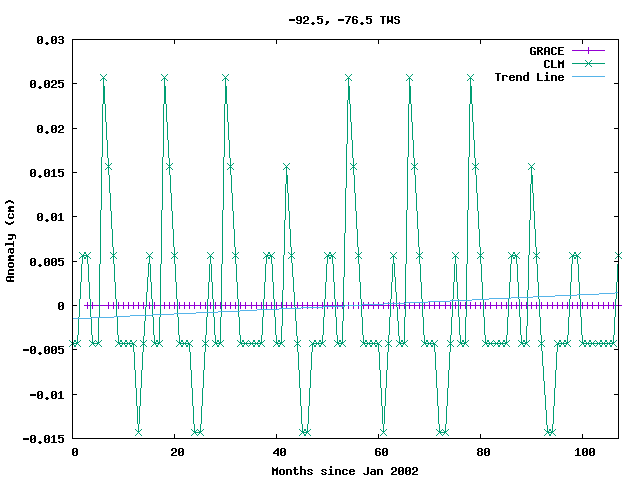 -92.5, -76.5 TWS
GRACE
CLM
Trend Line
0.03
0.025
0.02
0.015
0.01
0.005
0
-0.005
-0.01
-0.015
Anomaly (cm)
0 20 40 60 80 100
Months since Jan 2002